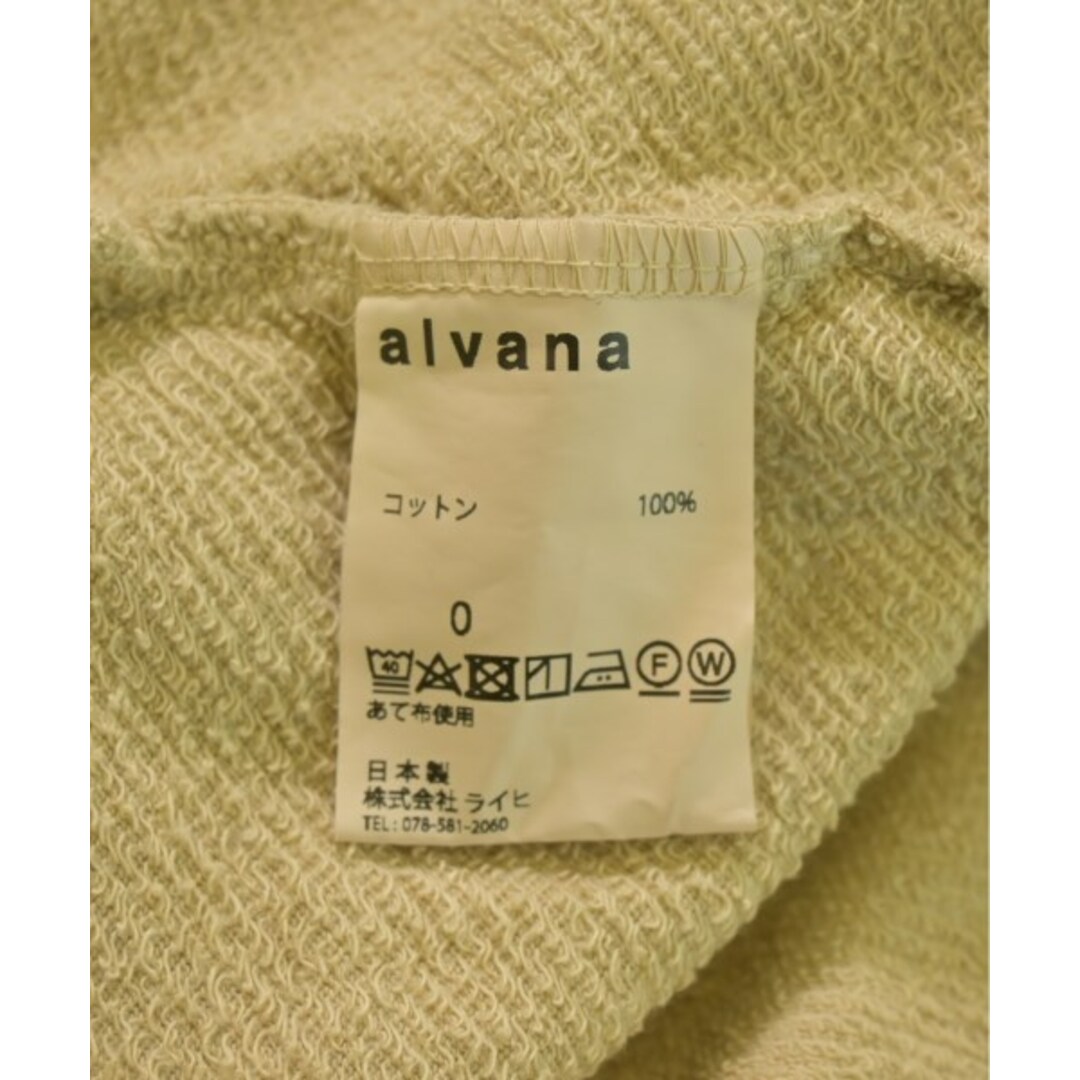 alvana
コットン 100%
0
40 F W
あて布使用
日本製
株式会社 ライヒ
TEL: 078-581-2060